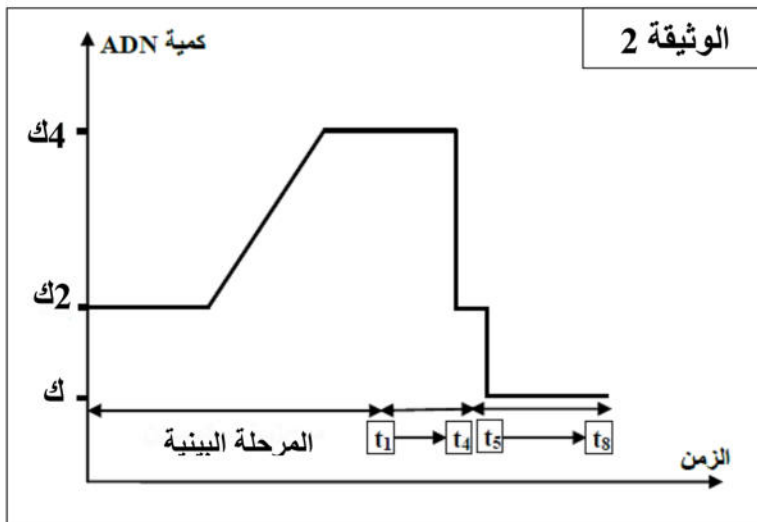 الوثيقة 2
كمية ADN
4ك
2ك
ك
المرحلة البينية
t1 t4 t5 t8
الزمن